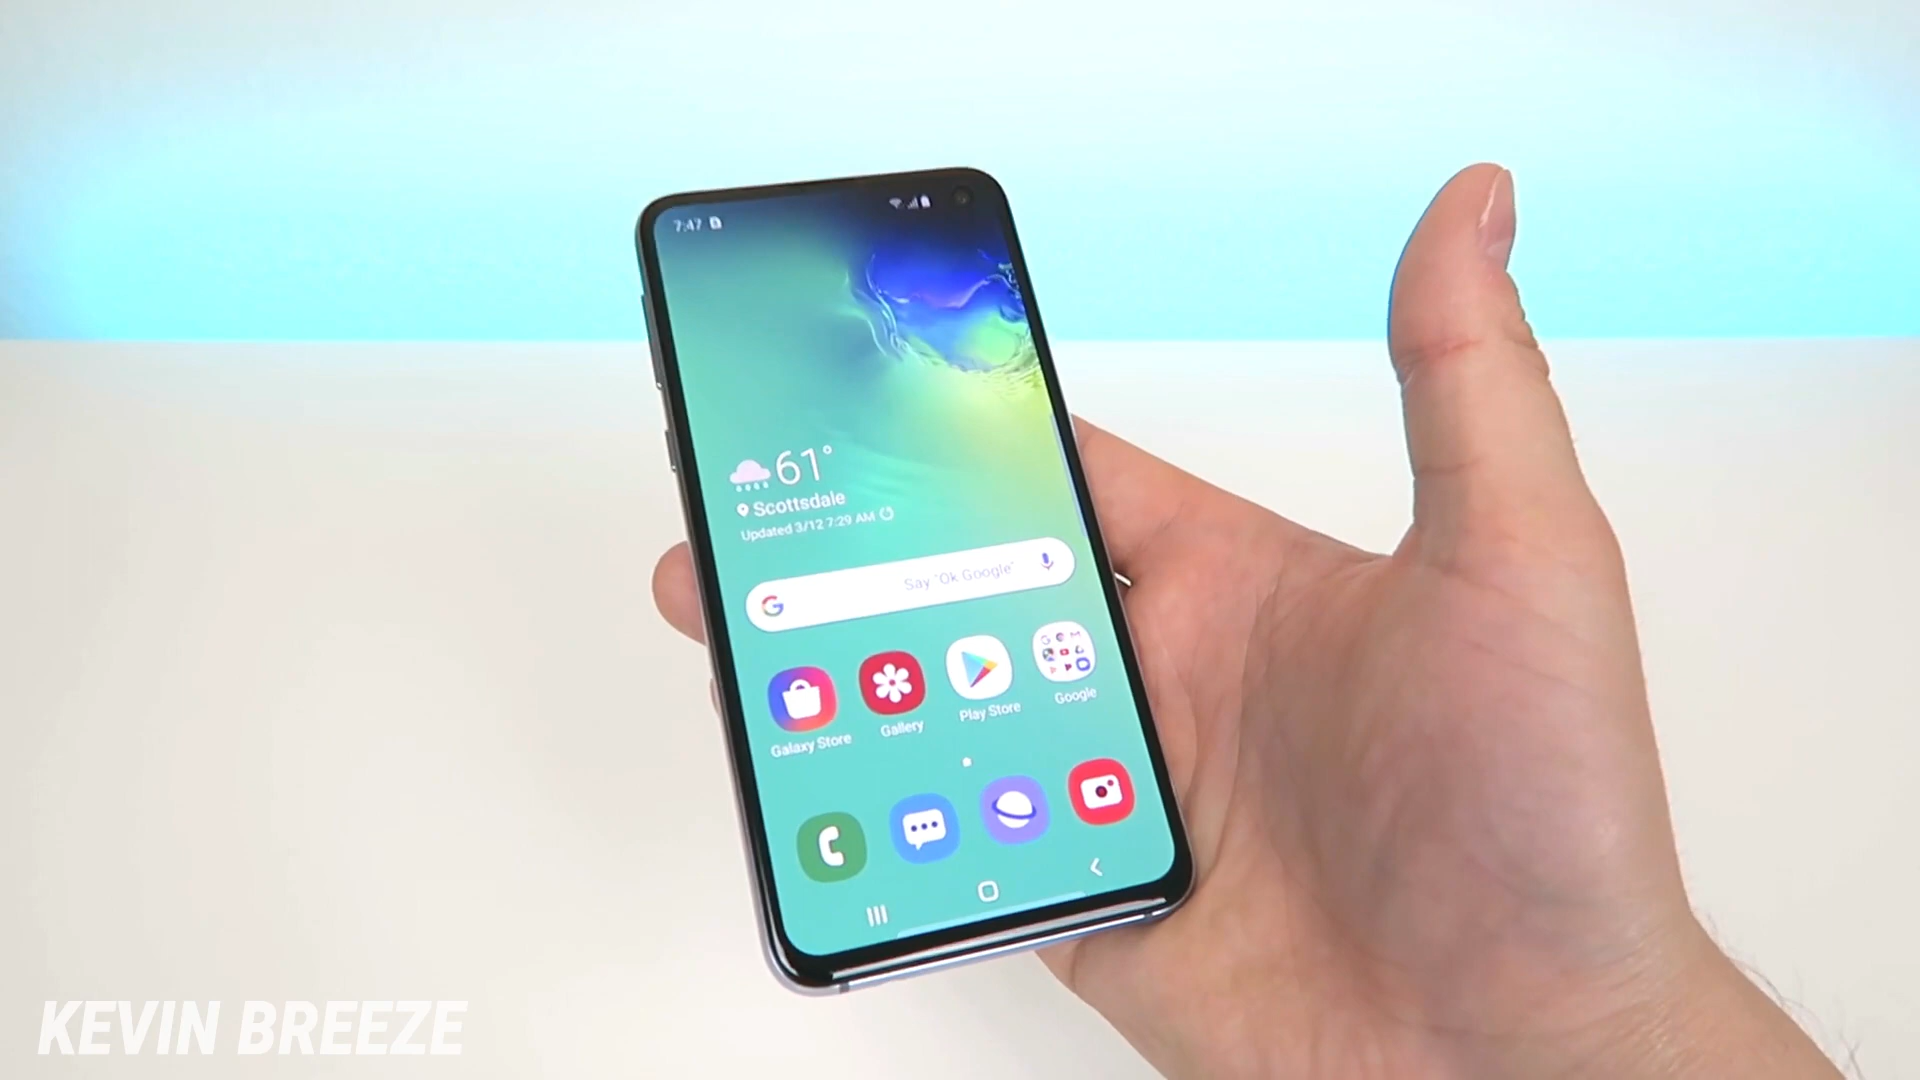 7:47
61°
Scottsdale
Updated 3/12 7:29 AM
Say "Ok Google"
Galaxy Store
Gallery
Play Store
Google
KEVIN BREEZE